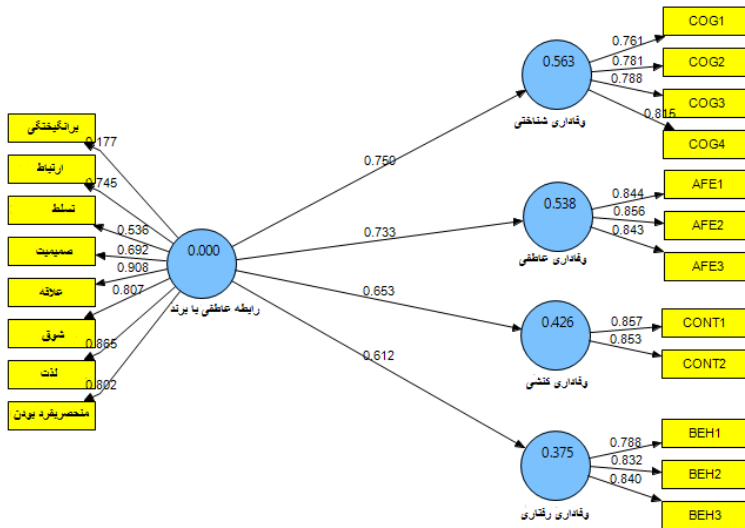 برانگیختگی
ارتباط
تسلط
صمیمیت
علاقه
شوق
لذت
منحصربفرد بودن
0.177
0.745
0.536
0.692
0.908
0.807
0.865
0.802
0.000
رابطه عاطفی با برند
0.750
0.733
0.653
0.612
0.563
وفاداری شناختی
0.761
0.781
0.788
0.815
COG1
COG2
COG3
COG4
0.538
وفاداری عاطفی
0.844
0.856
0.843
AFE1
AFE2
AFE3
0.426
وفاداری کنشی
0.857
0.853
CONT1
CONT2
0.375
وفاداری رفتاری
0.788
0.832
0.840
BEH1
BEH2
BEH3